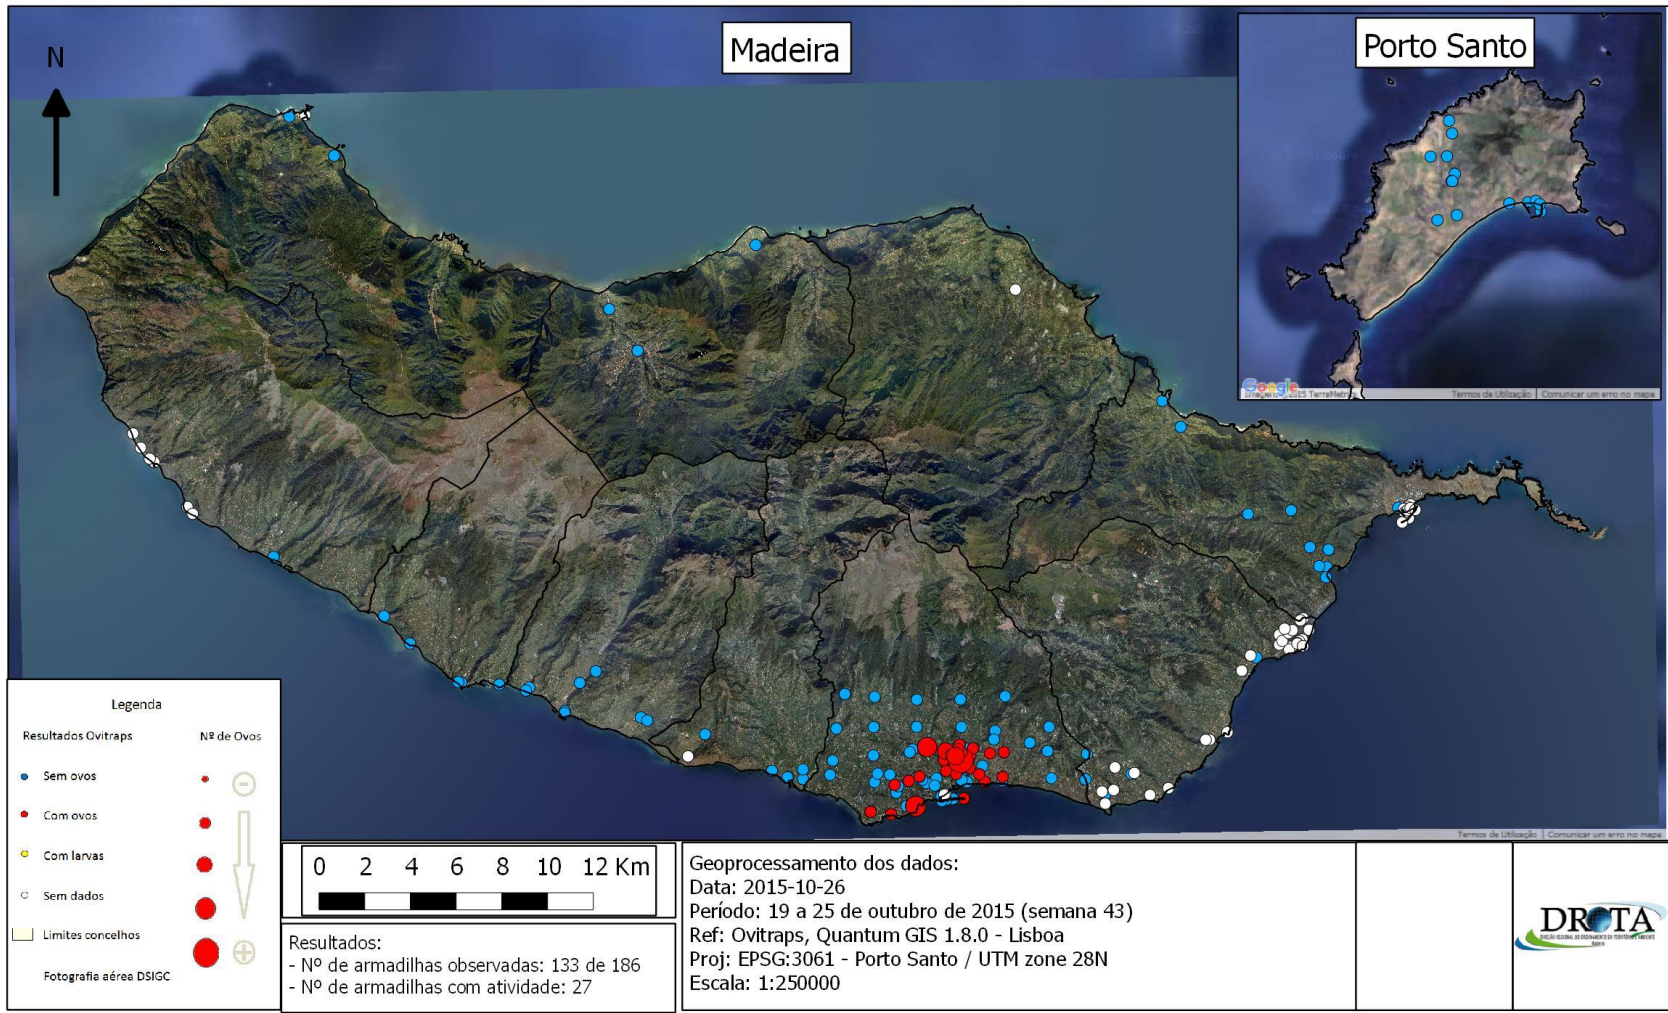 Madeira
Porto Santo
N
Google
Termos de Utilização | Comunicar um erro no mapa
Termos de Utilização | Comunicar um erro no mapa
Legenda
Resultados Ovitraps
Nº de Ovos
Sem ovos
Com ovos
Com larvas
Sem dados
Limites concelhos
Fotografia aérea DSIGC
0 2 4 6 8 10 12 Km
Resultados:
- Nº de armadilhas observadas: 133 de 186
- Nº de armadilhas com atividade: 27
Geoprocessamento dos dados:
Data: 2015-10-26
Período: 19 a 25 de outubro de 2015 (semana 43)
Ref: Ovitraps, Quantum GIS 1.8.0 - Lisboa
Proj: EPSG:3061 - Porto Santo / UTM zone 28N
Escala: 1:250000
DROTA